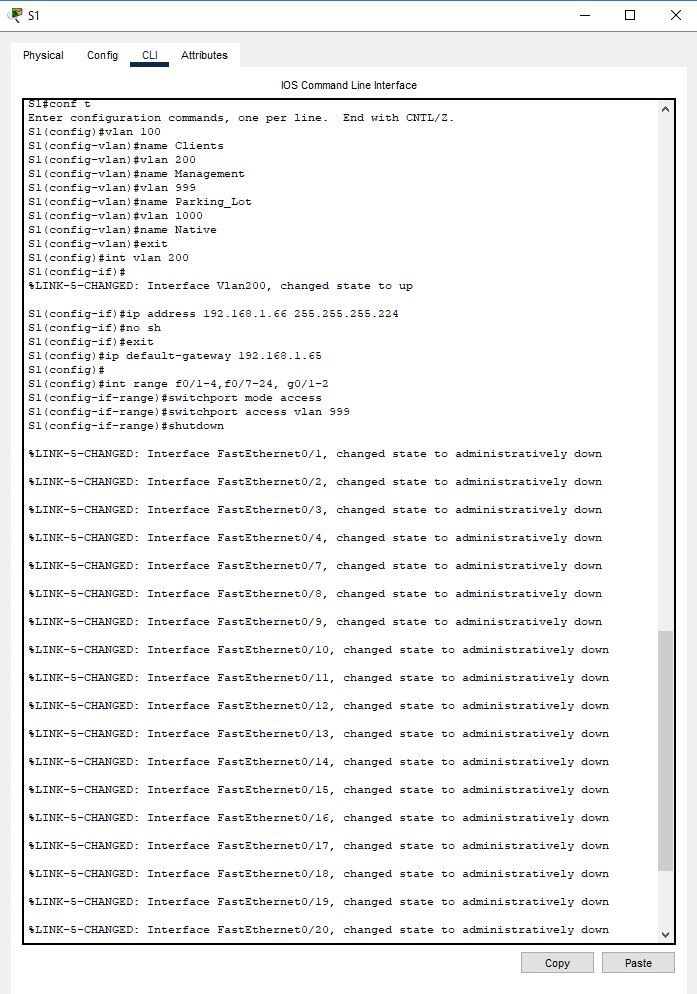 S1
Physical Config CLI Attributes
IOS Command Line Interface
S1#conf t
Enter configuration commands, one per line. End with CNTL/Z.
S1(config)#vlan 100
S1(config-vlan)#name Clients
S1(config-vlan)#vlan 200
S1(config-vlan)#name Management
S1(config-vlan)#vlan 999
S1(config-vlan)#name Parking_Lot
S1(config-vlan)#vlan 1000
S1(config-vlan)#name Native
S1(config-vlan)#exit
S1(config)#int vlan 200
S1(config-if)#
%LINK-5-CHANGED: Interface Vlan200, changed state to up
S1(config-if)#ip address 192.168.1.66 255.255.255.224
S1(config-if)#no sh
S1(config-if)#exit
S1(config)#ip default-gateway 192.168.1.65
S1(config)#
S1(config)#int range f0/1-4,f0/7-24, g0/1-2
S1(config-if-range)#switchport mode access
S1(config-if-range)#switchport access vlan 999
S1(config-if-range)#shutdown
%LINK-5-CHANGED: Interface FastEthernet0/1, changed state to administratively down
%LINK-5-CHANGED: Interface FastEthernet0/2, changed state to administratively down
%LINK-5-CHANGED: Interface FastEthernet0/3, changed state to administratively down
%LINK-5-CHANGED: Interface FastEthernet0/4, changed state to administratively down
%LINK-5-CHANGED: Interface FastEthernet0/7, changed state to administratively down
%LINK-5-CHANGED: Interface FastEthernet0/8, changed state to administratively down
%LINK-5-CHANGED: Interface FastEthernet0/9, changed state to administratively down
%LINK-5-CHANGED: Interface FastEthernet0/10, changed state to administratively down
%LINK-5-CHANGED: Interface FastEthernet0/11, changed state to administratively down
%LINK-5-CHANGED: Interface FastEthernet0/12, changed state to administratively down
%LINK-5-CHANGED: Interface FastEthernet0/13, changed state to administratively down
%LINK-5-CHANGED: Interface FastEthernet0/14, changed state to administratively down
%LINK-5-CHANGED: Interface FastEthernet0/15, changed state to administratively down
%LINK-5-CHANGED: Interface FastEthernet0/16, changed state to administratively down
%LINK-5-CHANGED: Interface FastEthernet0/17, changed state to administratively down
%LINK-5-CHANGED: Interface FastEthernet0/18, changed state to administratively down
%LINK-5-CHANGED: Interface FastEthernet0/19, changed state to administratively down
%LINK-5-CHANGED: Interface FastEthernet0/20, changed state to administratively down
Copy Paste